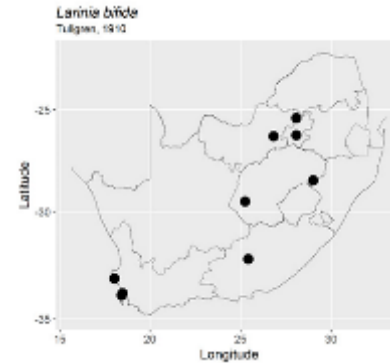 Larinia bifida
Tullgren, 1910
-25
-30
-35
Latitude
15 20 25 30
Longitude